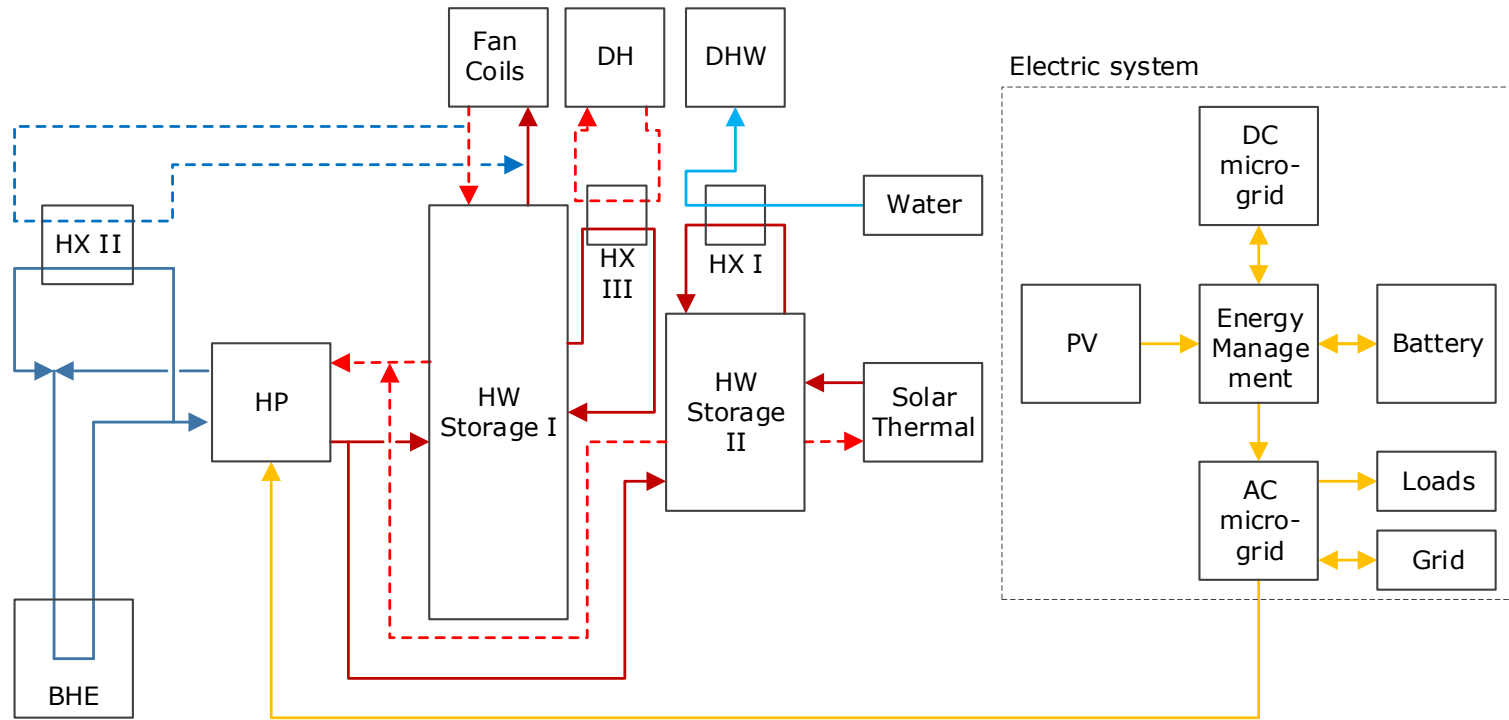 Fan
Coils
DH
DHW
Electric system
DC
micro-
grid
Water
HX II
HX
III
HX I
PV
Energy
Manage
ment
Battery
HP
HW
Storage I
HW
Storage
II
Solar
Thermal
AC
micro-
grid
Loads
Grid
BHE